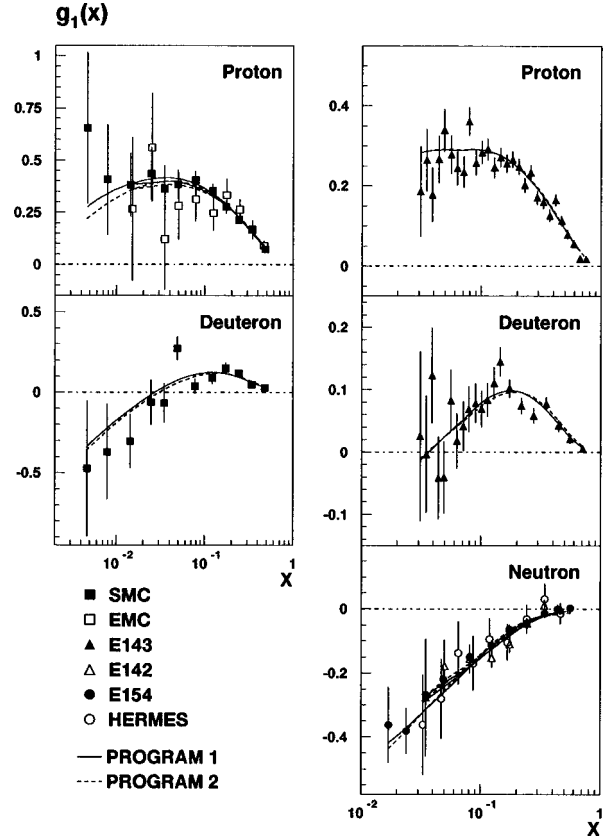 g1(x)
Proton
1
0.75
0.5
0.25
0
Deuteron
0.5
0
-0.5
10-2
10-1
1
X
Proton
0.4
0.2
0
Deuteron
0.2
0.1
0
-0.1
Neutron
0
-0.2
-0.4
10-2
10-1
1
X
SMC
EMC
E143
E142
E154
HERMES
PROGRAM 1
PROGRAM 2